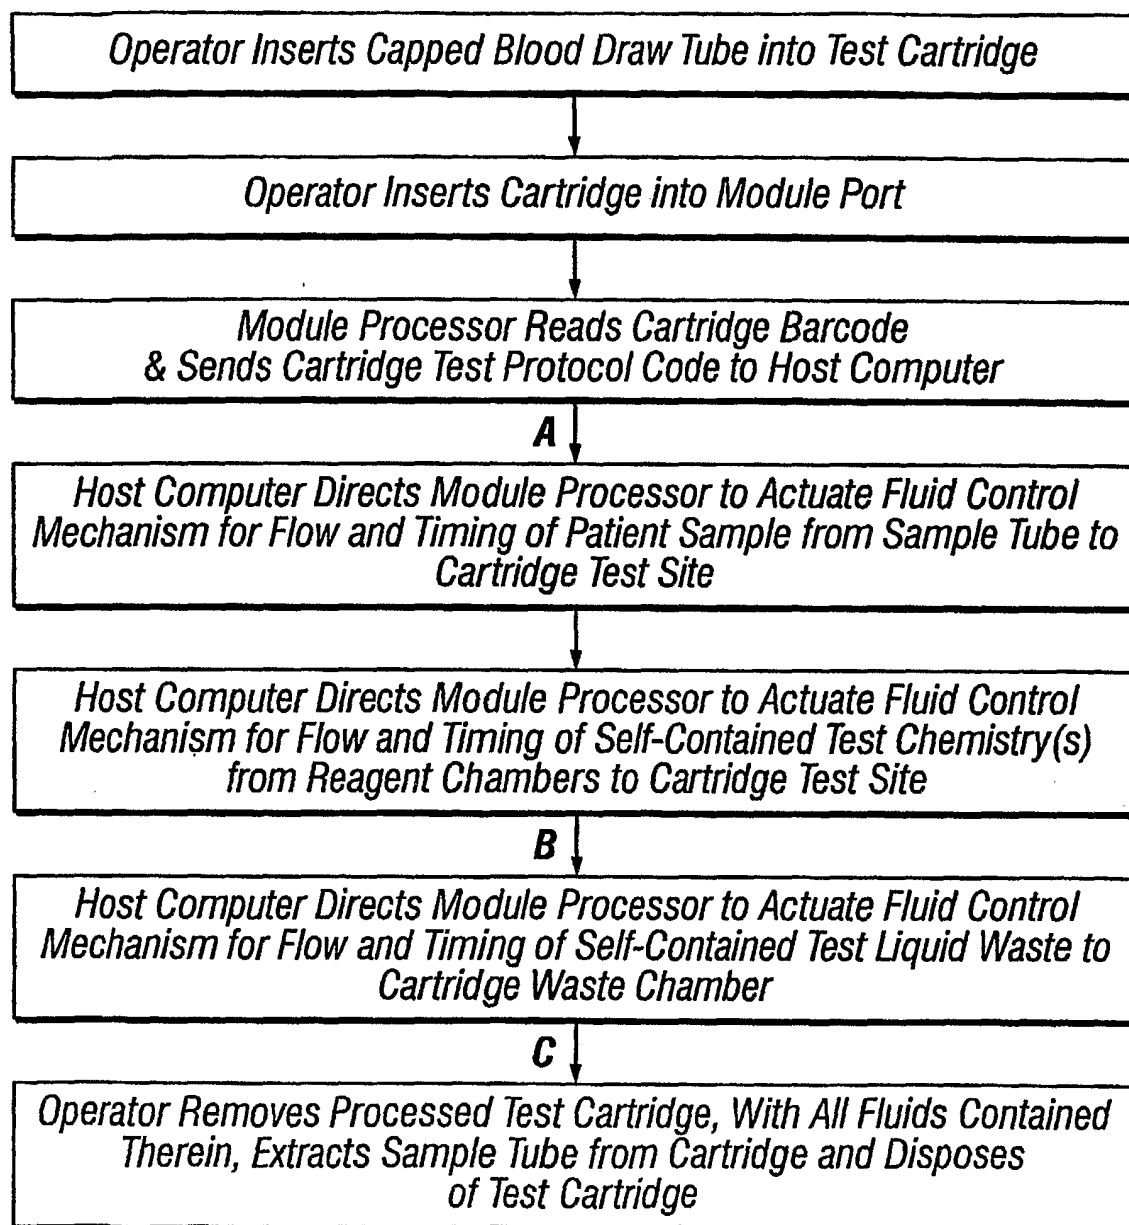 Operator Inserts Capped Blood Draw Tube into Test Cartridge
Operator Inserts Cartridge into Module Port
Module Processor Reads Cartridge Barcode
& Sends Cartridge Test Protocol Code to Host Computer
A
Host Computer Directs Module Processor to Actuate Fluid Control
Mechanism for Flow and Timing of Patient Sample from Sample Tube to
Cartridge Test Site
Host Computer Directs Module Processor to Actuate Fluid Control
Mechanism for Flow and Timing of Self-Contained Test Chemistry(s)
from Reagent Chambers to Cartridge Test Site
B
Host Computer Directs Module Processor to Actuate Fluid Control
Mechanism for Flow and Timing of Self-Contained Test Liquid Waste to
Cartridge Waste Chamber
C
Operator Removes Processed Test Cartridge, With All Fluids Contained
Therein, Extracts Sample Tube from Cartridge and Disposes
of Test Cartridge